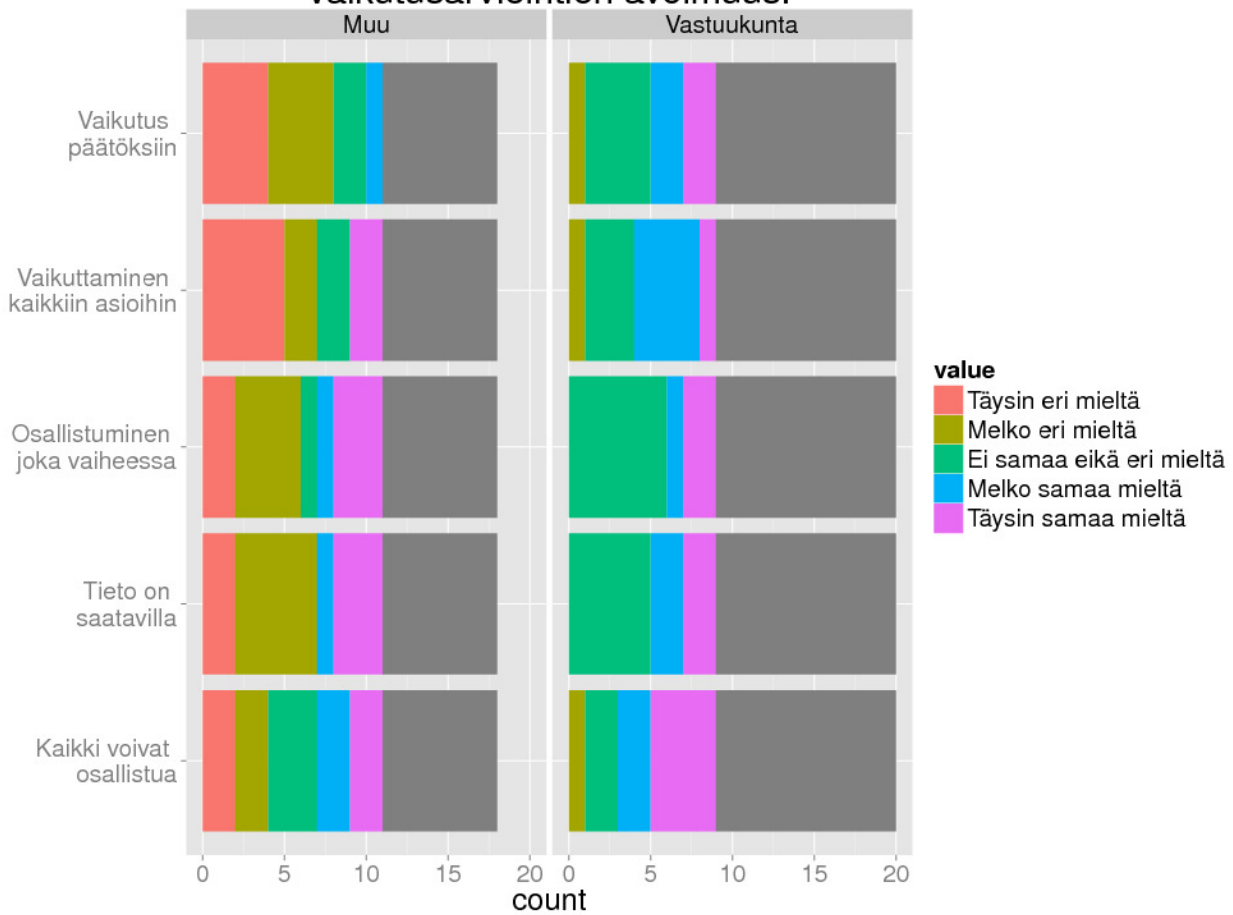 Vaikutusarviointien avoimuus:
Muu
Vastuukunta
Vaikutus
päätöksiin
Vaikuttaminen
kaikkiin asioihin
Osallistuminen
joka vaiheessa
Tieto on
saatavilla
Kaikki voivat
osallistua
0 5 10 15 20
0 5 10 15 20
count
value
Täysin eri mieltä
Melko eri mieltä
Ei samaa eikä eri mieltä
Melko samaa mieltä
Täysin samaa mieltä